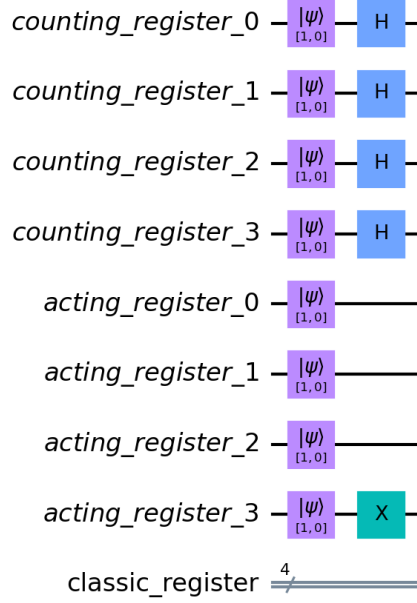 counting_register_0 |ψ⟩ [1, 0] H
counting_register_1 |ψ⟩ [1, 0] H
counting_register_2 |ψ⟩ [1, 0] H
counting_register_3 |ψ⟩ [1, 0] H
acting_register_0 |ψ⟩ [1, 0]
acting_register_1 |ψ⟩ [1, 0]
acting_register_2 |ψ⟩ [1, 0]
acting_register_3 |ψ⟩ [1, 0] X
classic_register 4